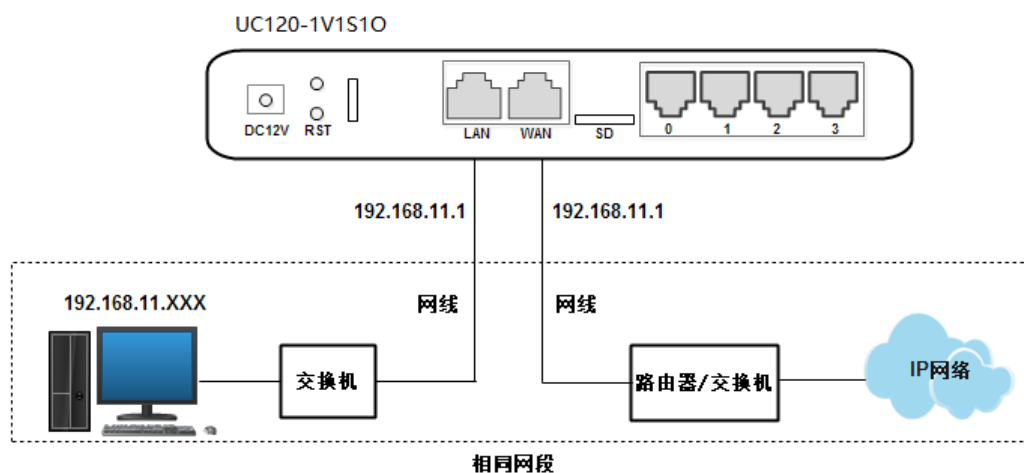 UC120-1V1S1O
DC12V
RST
LAN
WAN
SD
0
1
2
3
192.168.11.1
192.168.11.1
192.168.11.XXX
网线
网线
交换机
路由器/交换机
IP网络
相同网段